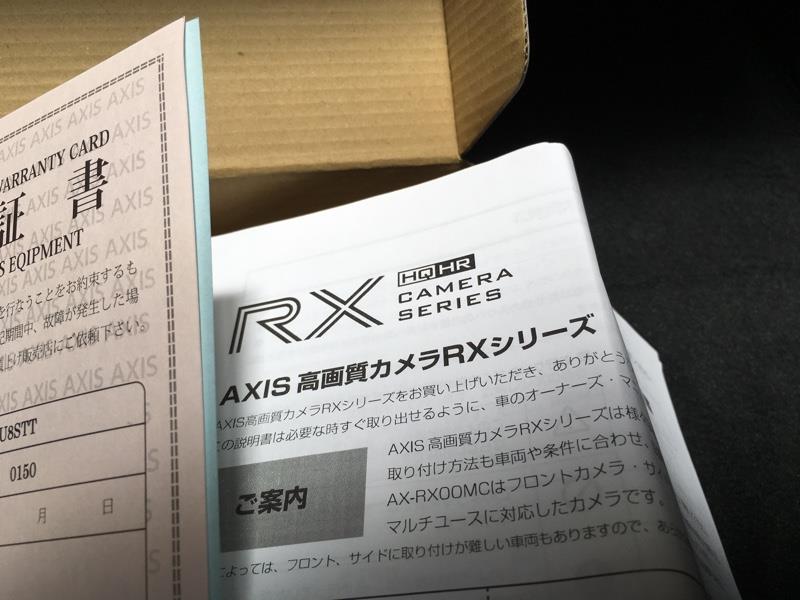 AXIS AXIS AXIS AXIS
WARRANTY CARD
証 書
EQIPMENT
を行なうことをお約束するも
記期間中、故障が発生した場
買上げ販売店にご依頼下さい。
U8STT
0150
月 日
RX HQHR
CAMERA
SERIES
AXIS 高画質カメラRXシリーズ
AXIS高画質カメラRXシリーズをお買い上げいただき、ありがとう
この説明書は必要な時すぐ取り出せるように、車のオーナーズ・マ
ご案内
AXIS 高画質カメラRXシリーズは様
取り付け方法も車両や条件に合わせ、
AX-RX00MCはフロントカメラ・サ
マルチユースに対応したカメラです。
によっては、フロント、サイドに取り付けが難しい車両もありますので、あら